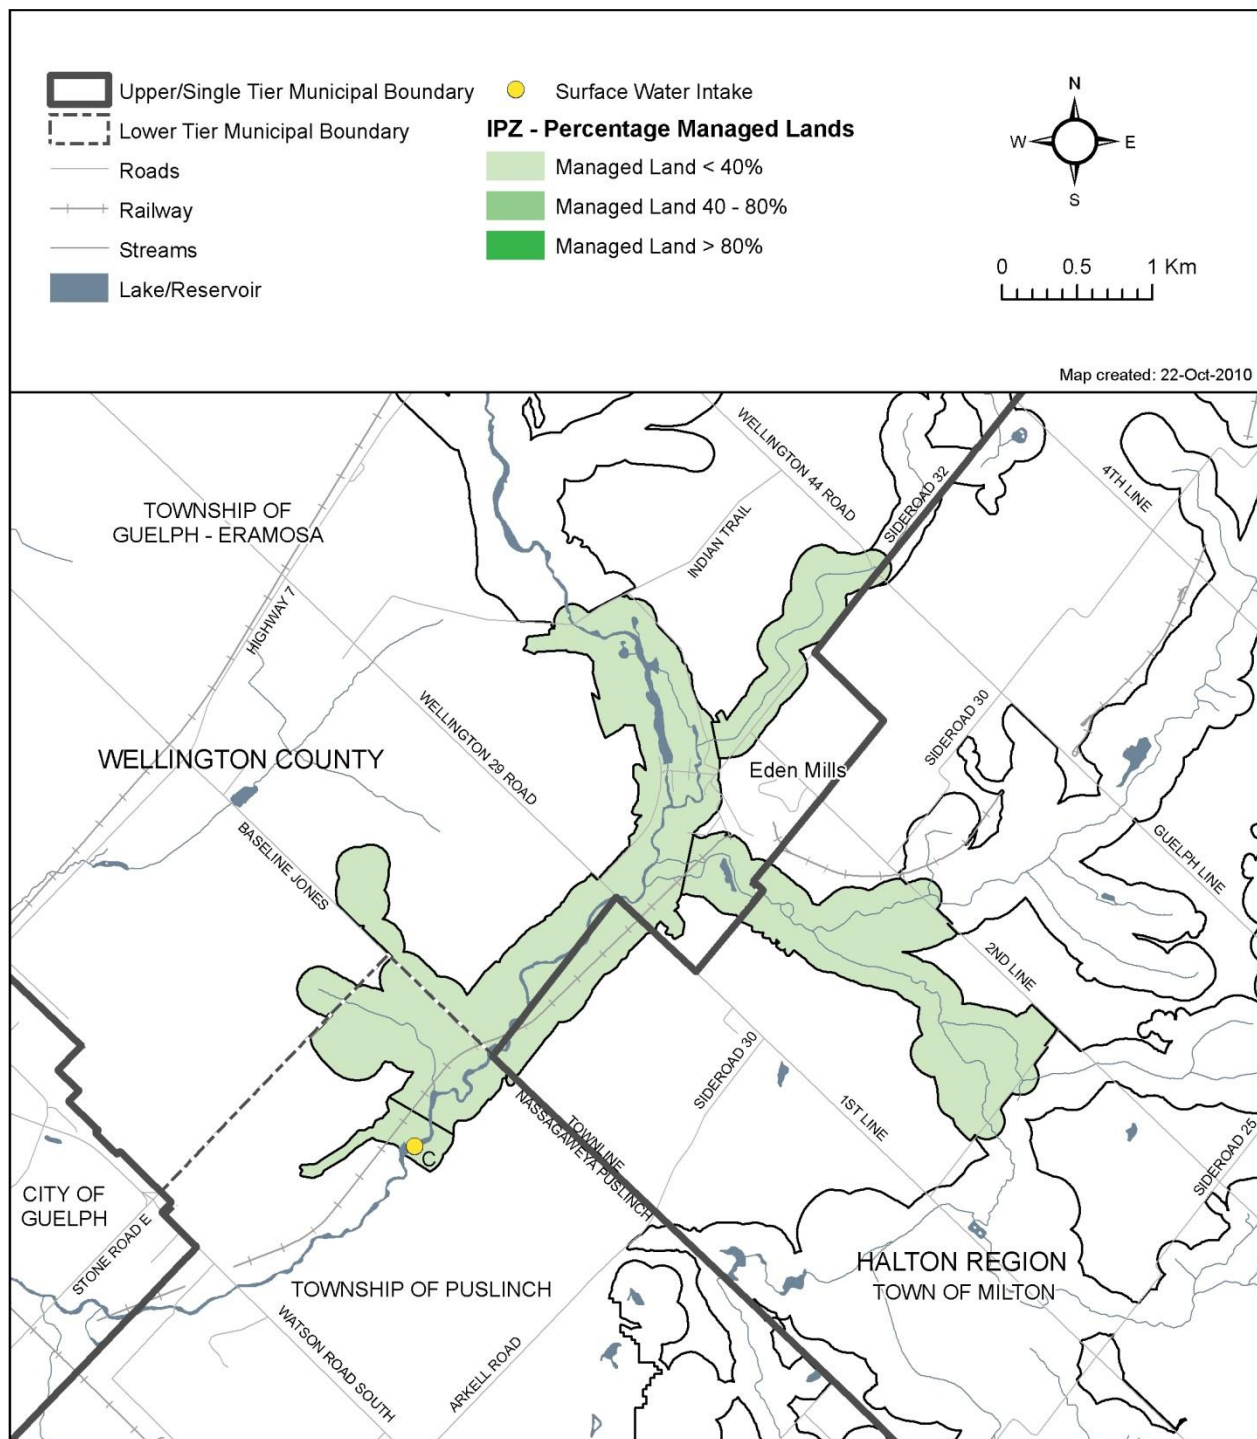 Upper/Single Tier Municipal Boundary
Lower Tier Municipal Boundary
Roads
Railway
Streams
Lake/Reservoir
Surface Water Intake
IPZ - Percentage Managed Lands
Managed Land < 40%
Managed Land 40 - 80%
Managed Land > 80%
N
W
E
S
0 0.5 1 Km
Map created: 22-Oct-2010
WELLINGTON 44 ROAD
SIDEROAD 32
4TH LINE
TOWNSHIP OF
GUELPH - ERAMOSA
INDIAN TRAIL
HIGHWAY 7
WELLINGTON 29 ROAD
SIDEROAD 30
WELLINGTON COUNTY
Eden Mills
BASELINE JONES
GUELPH LINE
2ND LINE
SIDEROAD 30
1ST LINE
TOWNLINE
NASSAGAWEYA PUSLINCH
SIDEROAD 25
C
CITY OF
GUELPH
STONE ROAD E
TOWNSHIP OF PUSLINCH
HALTON REGION
TOWN OF MILTON
WATSON ROAD SOUTH
ARKELL ROAD